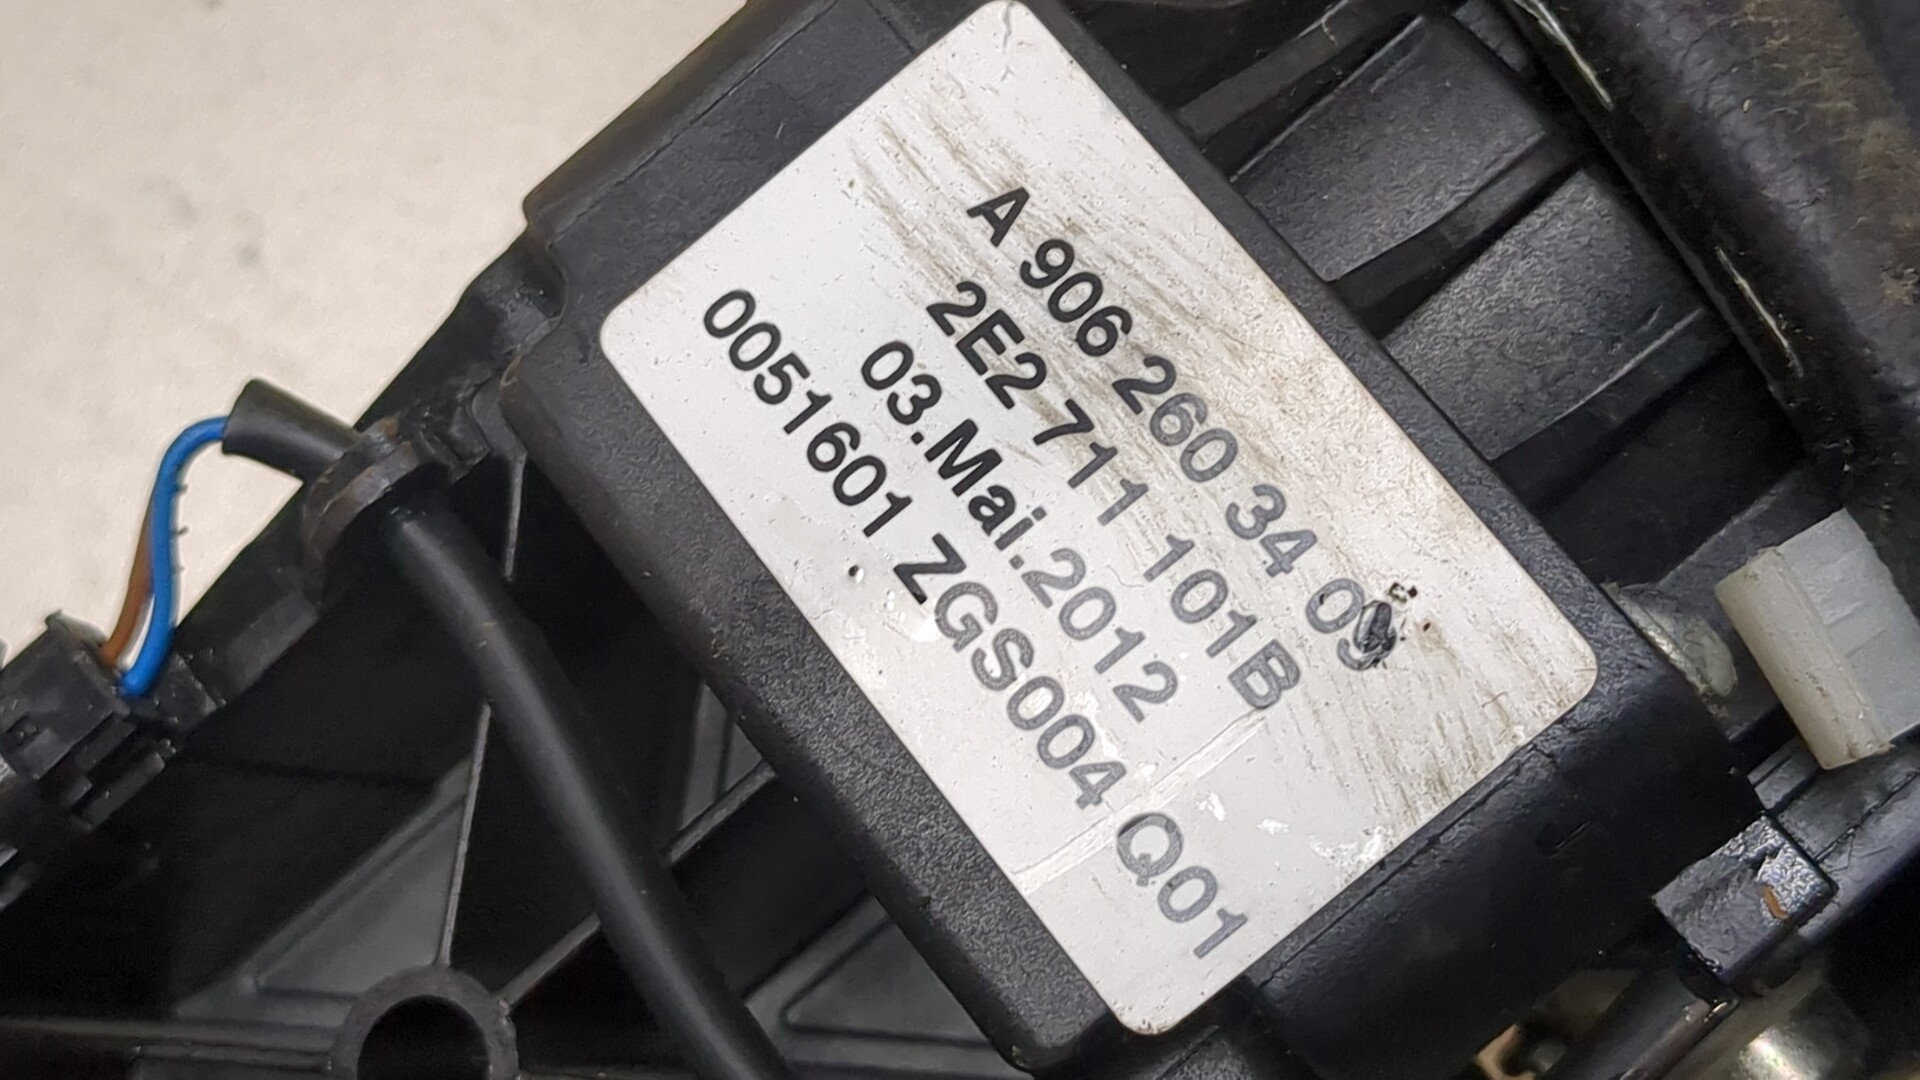 A 906 260 34 09
2E2 711 101B
03.Mai.2012
0051601 ZGS004 Q01